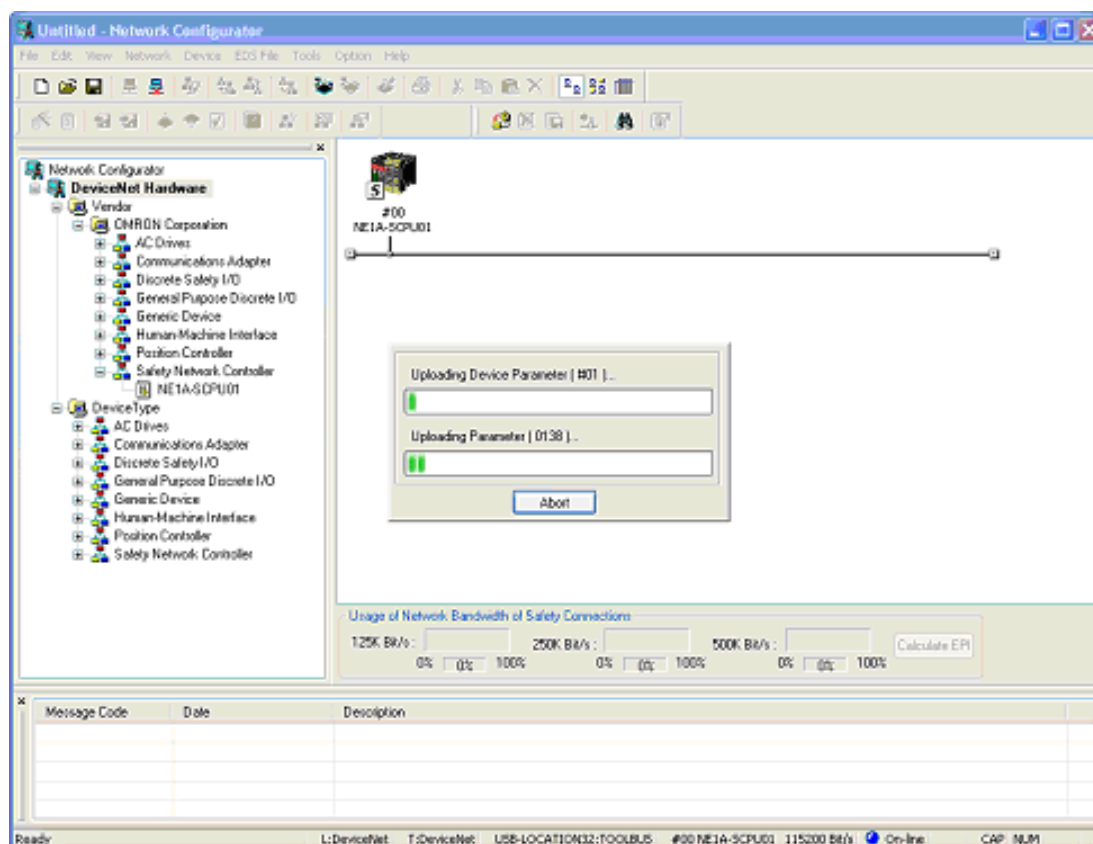 Untitled - Network Configurator
File Edit View Network Device EDS File Tools Option Help
Network Configurator
DeviceNet Hardware
Vendor
OMRON Corporation
AC Drives
Communications Adapter
Discrete Safety I/O
General Purpose Discrete I/O
Generic Device
Human-Machine Interface
Position Controller
Safety Network Controller
NE1A-SCPU01
DeviceType
AC Drives
Communications Adapter
Discrete Safety I/O
General Purpose Discrete I/O
Generic Device
Human-Machine Interface
Position Controller
Safety Network Controller
S
#00
NE1A-SCPU01
Uploading Device Parameter ( #01 )...
Uploading Parameter ( 0138 )...
Abort
Usage of Network Bandwidth of Safety Connections
125K Bit/s : 250K Bit/s : 500K Bit/s : Calculate EPI
0% 0% 100% 0% 0% 100% 0% 0% 100%
Message Code Date Description
Ready L:DeviceNet T:DeviceNet USB-LOCATION32:TOOLBUS #00 NE1A-SCPU01 115200 Bit/s On-line CAP NUM